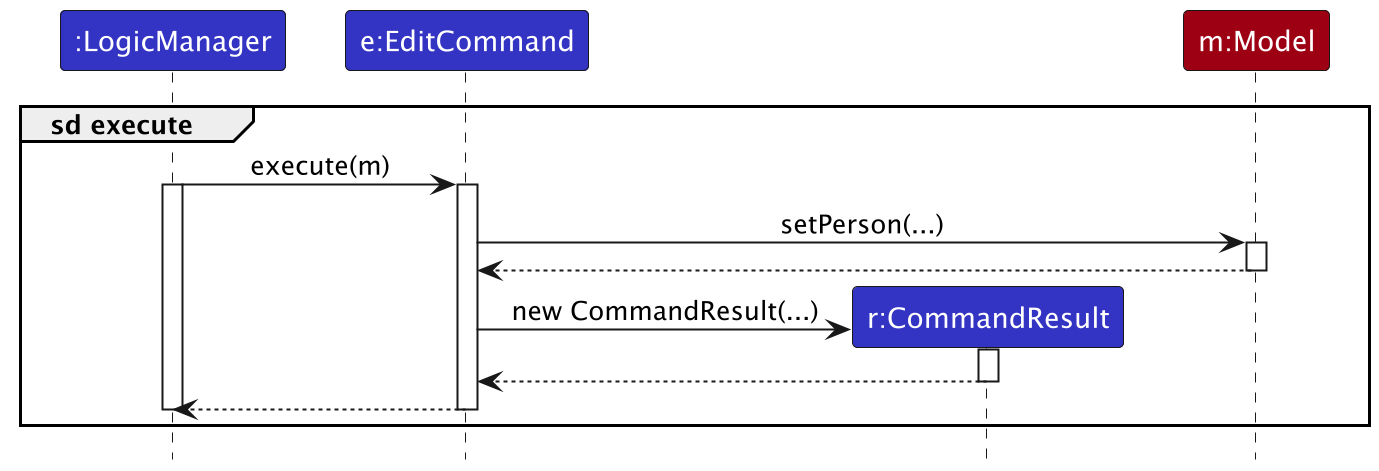 :LogicManager
e:EditCommand
m:Model
sd execute
execute(m)
setPerson(...)
new CommandResult(...)
r:CommandResult